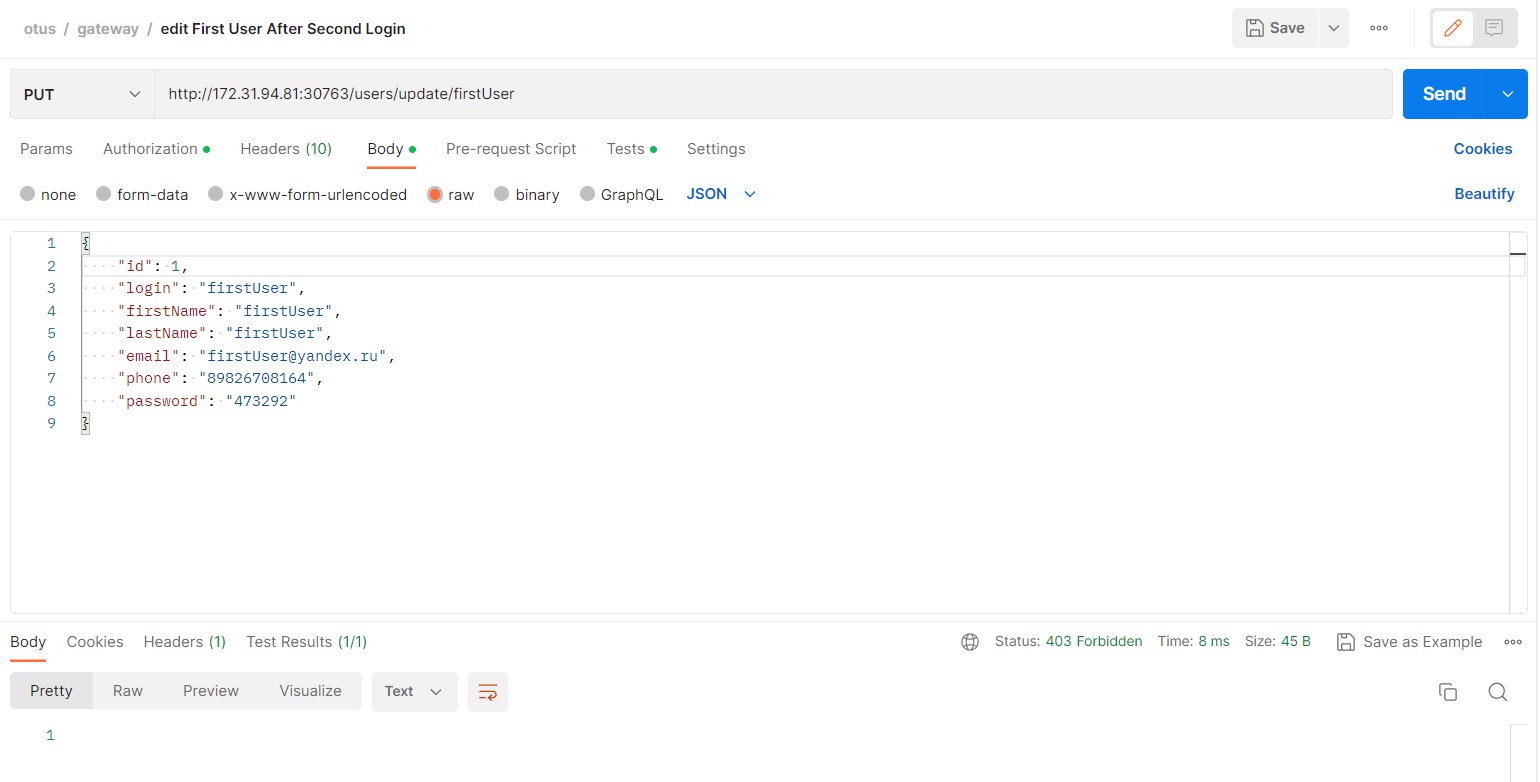 otus / gateway / edit First User After Second Login
Save
PUT
http://172.31.94.81:30763/users/update/firstUser
Send
Params Authorization Headers (10) Body Pre-request Script Tests Settings Cookies
none form-data x-www-form-urlencoded raw binary GraphQL JSON Beautify
1 {
2 "id": 1,
3 "login": "firstUser",
4 "firstName": "firstUser",
5 "lastName": "firstUser",
6 "email": "firstUser@yandex.ru",
7 "phone": "89826708164",
8 "password": "473292"
9 }
Body Cookies Headers (1) Test Results (1/1) Status: 403 Forbidden Time: 8 ms Size: 45 B Save as Example
Pretty Raw Preview Visualize Text
1